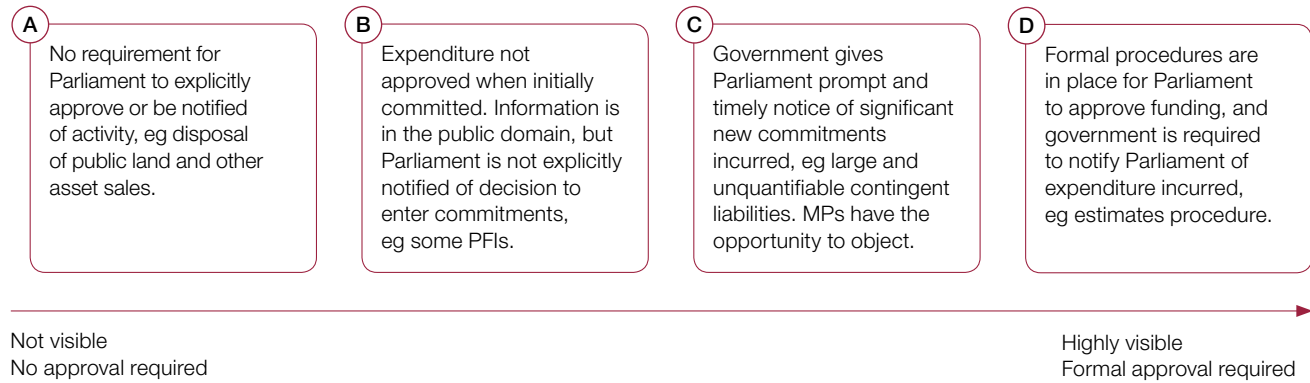 A
No requirement for
Parliament to explicitly
approve or be notified
of activity, eg disposal
of public land and other
asset sales.
B
Expenditure not
approved when initially
committed. Information is
in the public domain, but
Parliament is not explicitly
notified of decision to
enter commitments,
eg some PFIs.
C
Government gives
Parliament prompt and
timely notice of significant
new commitments
incurred, eg large and
unquantifiable contingent
liabilities. MPs have the
opportunity to object.
D
Formal procedures are
in place for Parliament
to approve funding, and
government is required
to notify Parliament of
expenditure incurred,
eg estimates procedure.
Not visible
No approval required
Highly visible
Formal approval required